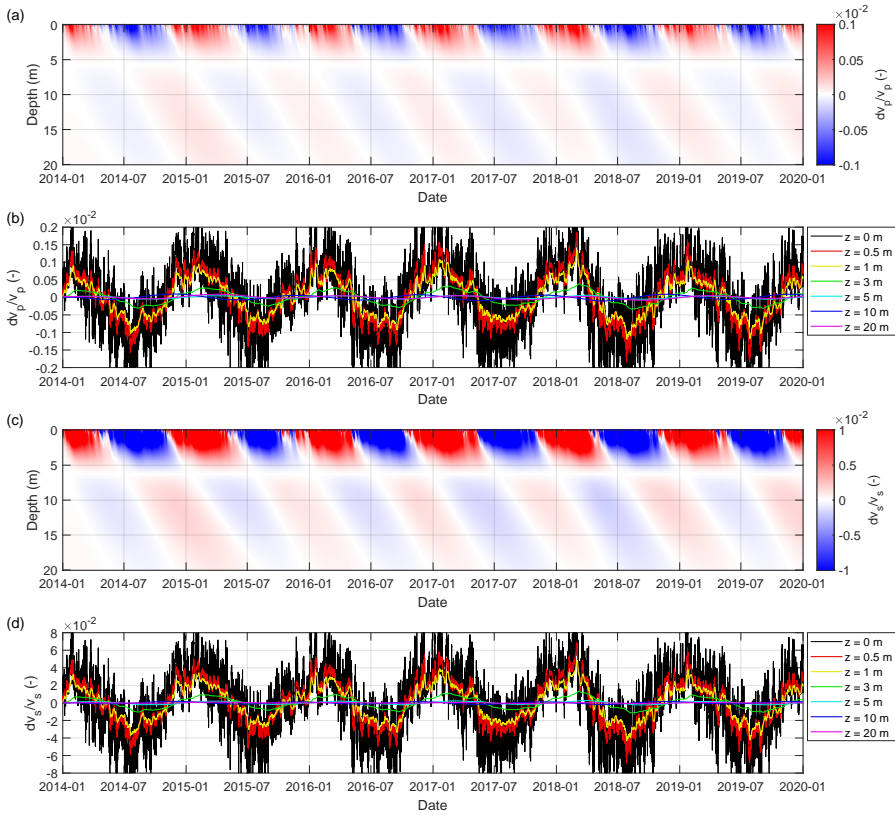 (a)
0
5
10
15
20
Depth (m)
2014-01 2014-07 2015-01 2015-07 2016-01 2016-07 2017-01 2017-07 2018-01 2018-07 2019-01 2019-07 2020-01
Date
×10⁻²
0.1
0.05
0
-0.05
-0.1
dvₚ/vₚ (-)
(b)
×10⁻²
0.2
0.15
0.1
0.05
0
-0.05
-0.1
-0.15
-0.2
dvₚ/vₚ (-)
2014-01 2014-07 2015-01 2015-07 2016-01 2016-07 2017-01 2017-07 2018-01 2018-07 2019-01 2019-07 2020-01
Date
z = 0 m
z = 0.5 m
z = 1 m
z = 3 m
z = 5 m
z = 10 m
z = 20 m
(c)
0
5
10
15
20
Depth (m)
2014-01 2014-07 2015-01 2015-07 2016-01 2016-07 2017-01 2017-07 2018-01 2018-07 2019-01 2019-07 2020-01
Date
×10⁻²
1
0.5
0
-0.5
-1
dvₛ/vₛ (-)
(d)
×10⁻²
8
6
4
2
0
-2
-4
-6
-8
dvₛ/vₛ (-)
2014-01 2014-07 2015-01 2015-07 2016-01 2016-07 2017-01 2017-07 2018-01 2018-07 2019-01 2019-07 2020-01
Date
z = 0 m
z = 0.5 m
z = 1 m
z = 3 m
z = 5 m
z = 10 m
z = 20 m